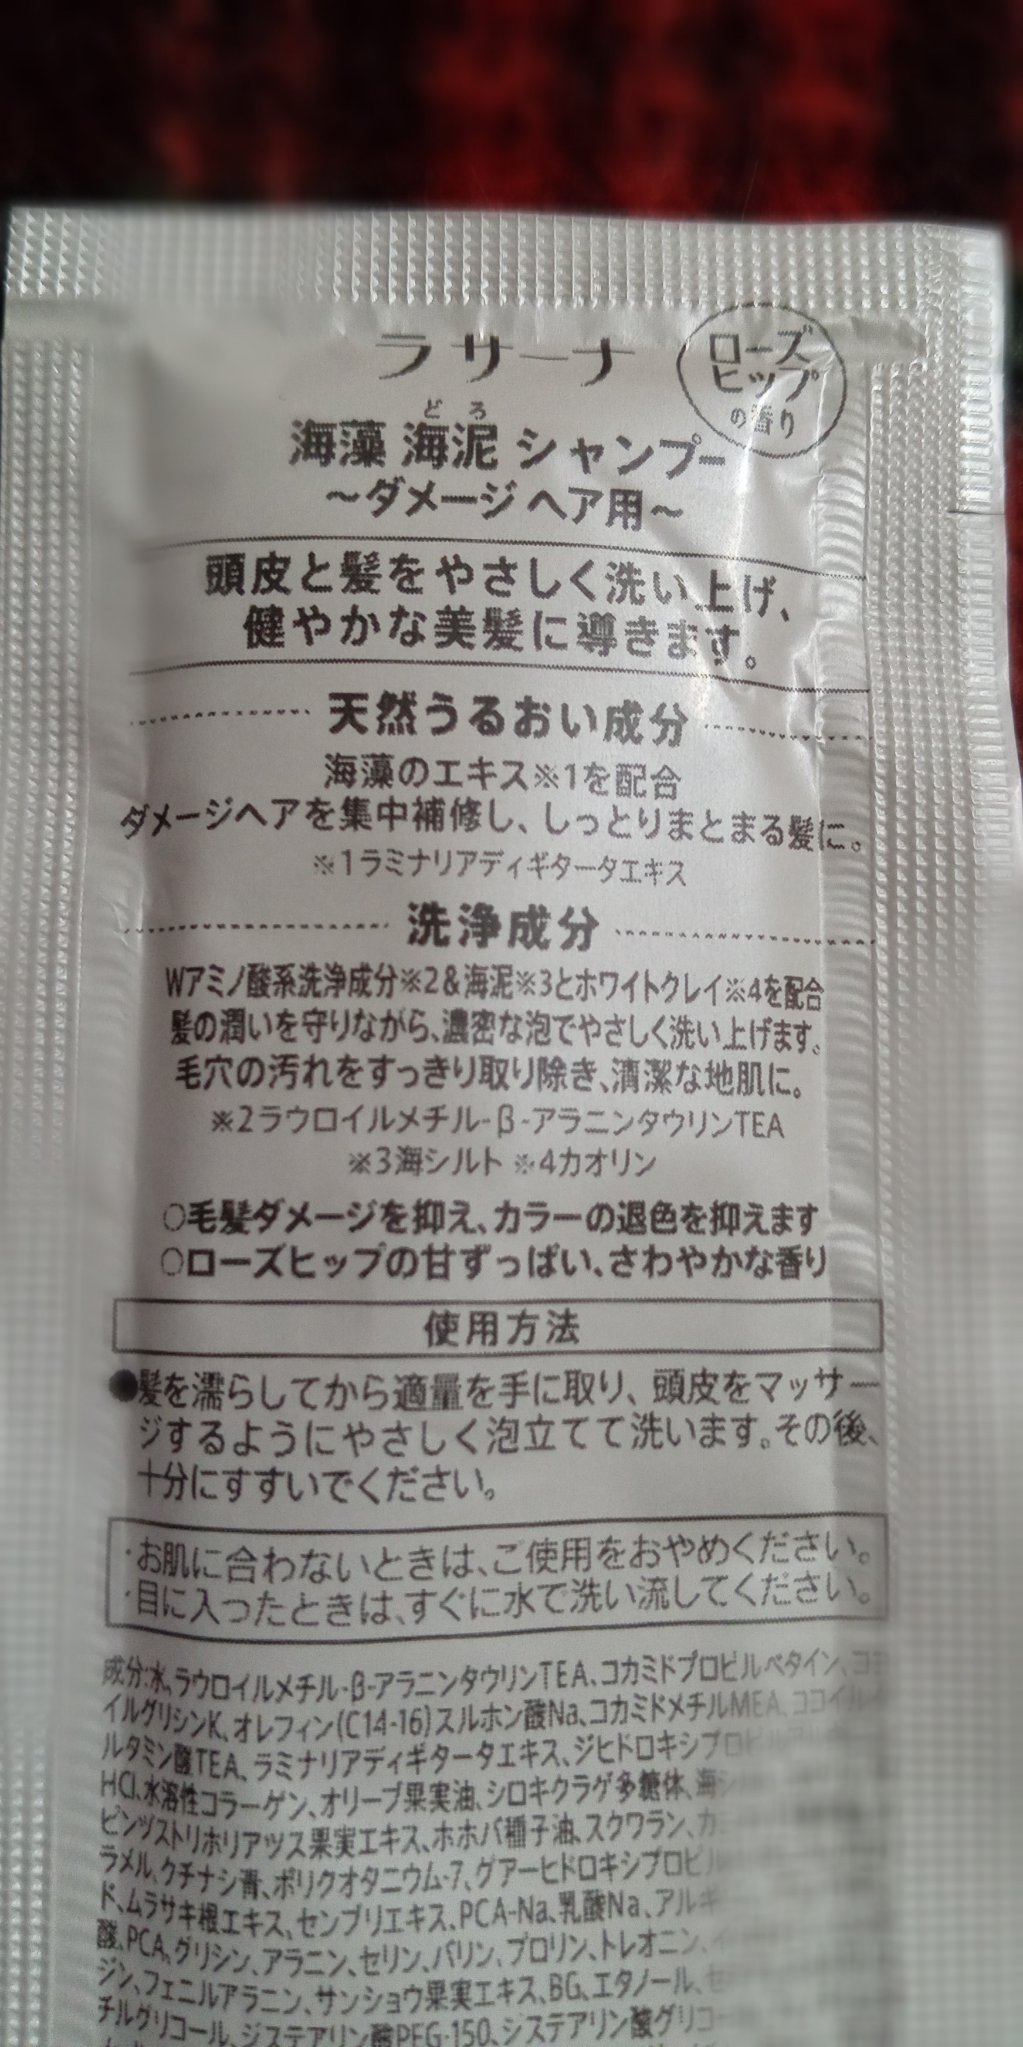 ラサーナ
ローズ
ヒップ
の香り
どろ
海藻 海泥 シャンプー
～ダメージヘア用～
頭皮と髪をやさしく洗い上げ、
健やかな美髪に導きます。
天然うるおい成分
海藻のエキス※1を配合
ダメージヘアを集中補修し、しっとりまとまる髪に。
※1ラミナリアディギタータエキス
洗浄成分
Wアミノ酸系洗浄成分※2&海泥※3とホワイトクレイ※4を配合
髪の潤いを守りながら、濃密な泡でやさしく洗い上げます。
毛穴の汚れをすっきり取り除き、清潔な地肌に。
※2ラウロイルメチル-β-アラニンタウリンTEA
※3海シルト ※4カオリン
○毛髪ダメージを抑え、カラーの退色を抑えます
○ローズヒップの甘ずっぱい、さわやかな香り
使用方法
●髪を濡らしてから適量を手に取り、頭皮をマッサー
ジするようにやさしく泡立てて洗います。その後、
十分にすすいでください。
・お肌に合わないときは、ご使用をおやめください。
・目に入ったときは、すぐに水で洗い流してください。
成分:水、ラウロイルメチル-β-アラニンタウリンTEA、コカミドプロピルベタイン、
イルグリシンK、オレフィン(C14-16)スルホン酸Na、コカミドメチルMEA、ココイル
ルタミン酸TEA、ラミナリアディギタータエキス、ジヒドロキシプロ
HCl、水溶性コラーゲン、オリーブ果実油、シロキクラゲ多糖体、海
ピンヅストリホリアツス果実エキス、ホホバ種子油、スクワラン、カ
ラメル、クチナシ青、ポリクオタニウム-7、グアーヒドロキシプロピル
ド、ムラサキ根エキス、センブリエキス、PCA-Na、乳酸Na、アルギ
酸、PCA、グリシン、アラニン、セリン、バリン、プロリン、トレオニン、
ジン、フェニルアラニン、サンショウ果実エキス、BG、エタノール、
チルグリコール、ジステアリン酸PEG-150、ジステアリン酸グリコ